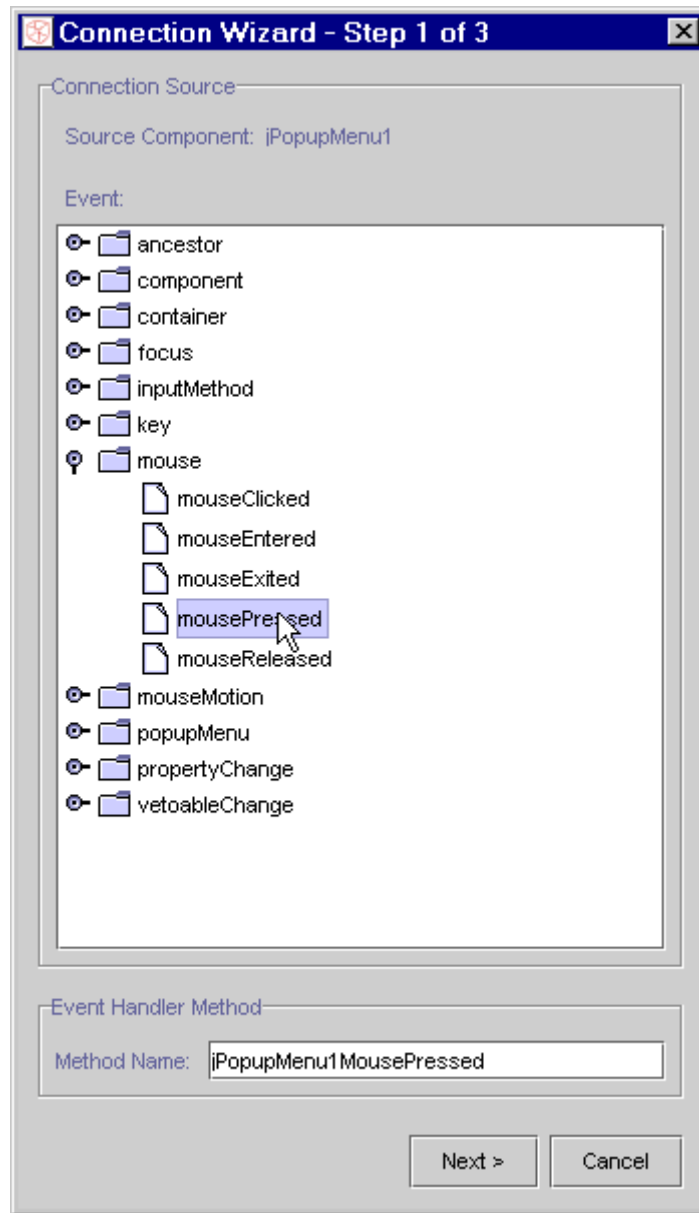 Connection Wizard - Step 1 of 3
Connection Source
Source Component: jPopupMenu1
Event:
ancestor
component
container
focus
inputMethod
key
mouse
mouseClicked
mouseEntered
mouseExited
mousePressed
mouseReleased
mouseMotion
popupMenu
propertyChange
vetoableChange
Event Handler Method
Method Name: jPopupMenu1MousePressed
Next > Cancel